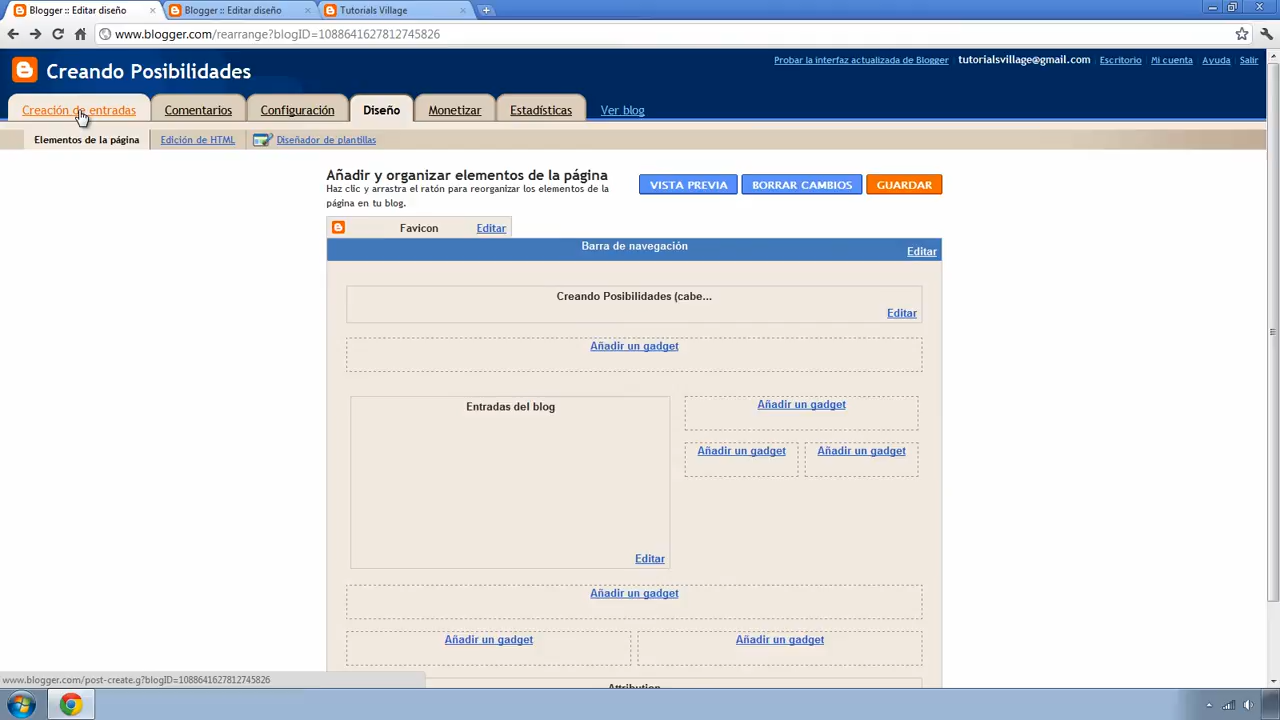 Blogger :: Editar diseño
Blogger :: Editar diseño
Tutorials Village
www.blogger.com/rearrange?blogID=1088641627812745826
Creando Posibilidades
Probar la interfaz actualizada de Blogger
tutorialsvillage@gmail.com
Escritorio
Mi cuenta
Ayuda
Salir
Creación de entradas
Comentarios
Configuración
Diseño
Monetizar
Estadísticas
Ver blog
Elementos de la página
Edición de HTML
Diseñador de plantillas
Añadir y organizar elementos de la página
Haz clic y arrastra el ratón para reorganizar los elementos de la
página en tu blog.
VISTA PREVIA
BORRAR CAMBIOS
GUARDAR
Favicon
Editar
Barra de navegación
Editar
Creando Posibilidades (cabe...
Editar
Añadir un gadget
Entradas del blog
Editar
Añadir un gadget
Añadir un gadget
Añadir un gadget
Añadir un gadget
Añadir un gadget
Añadir un gadget
Attribution
www.blogger.com/post-create.g?blogID=1088641627812745826